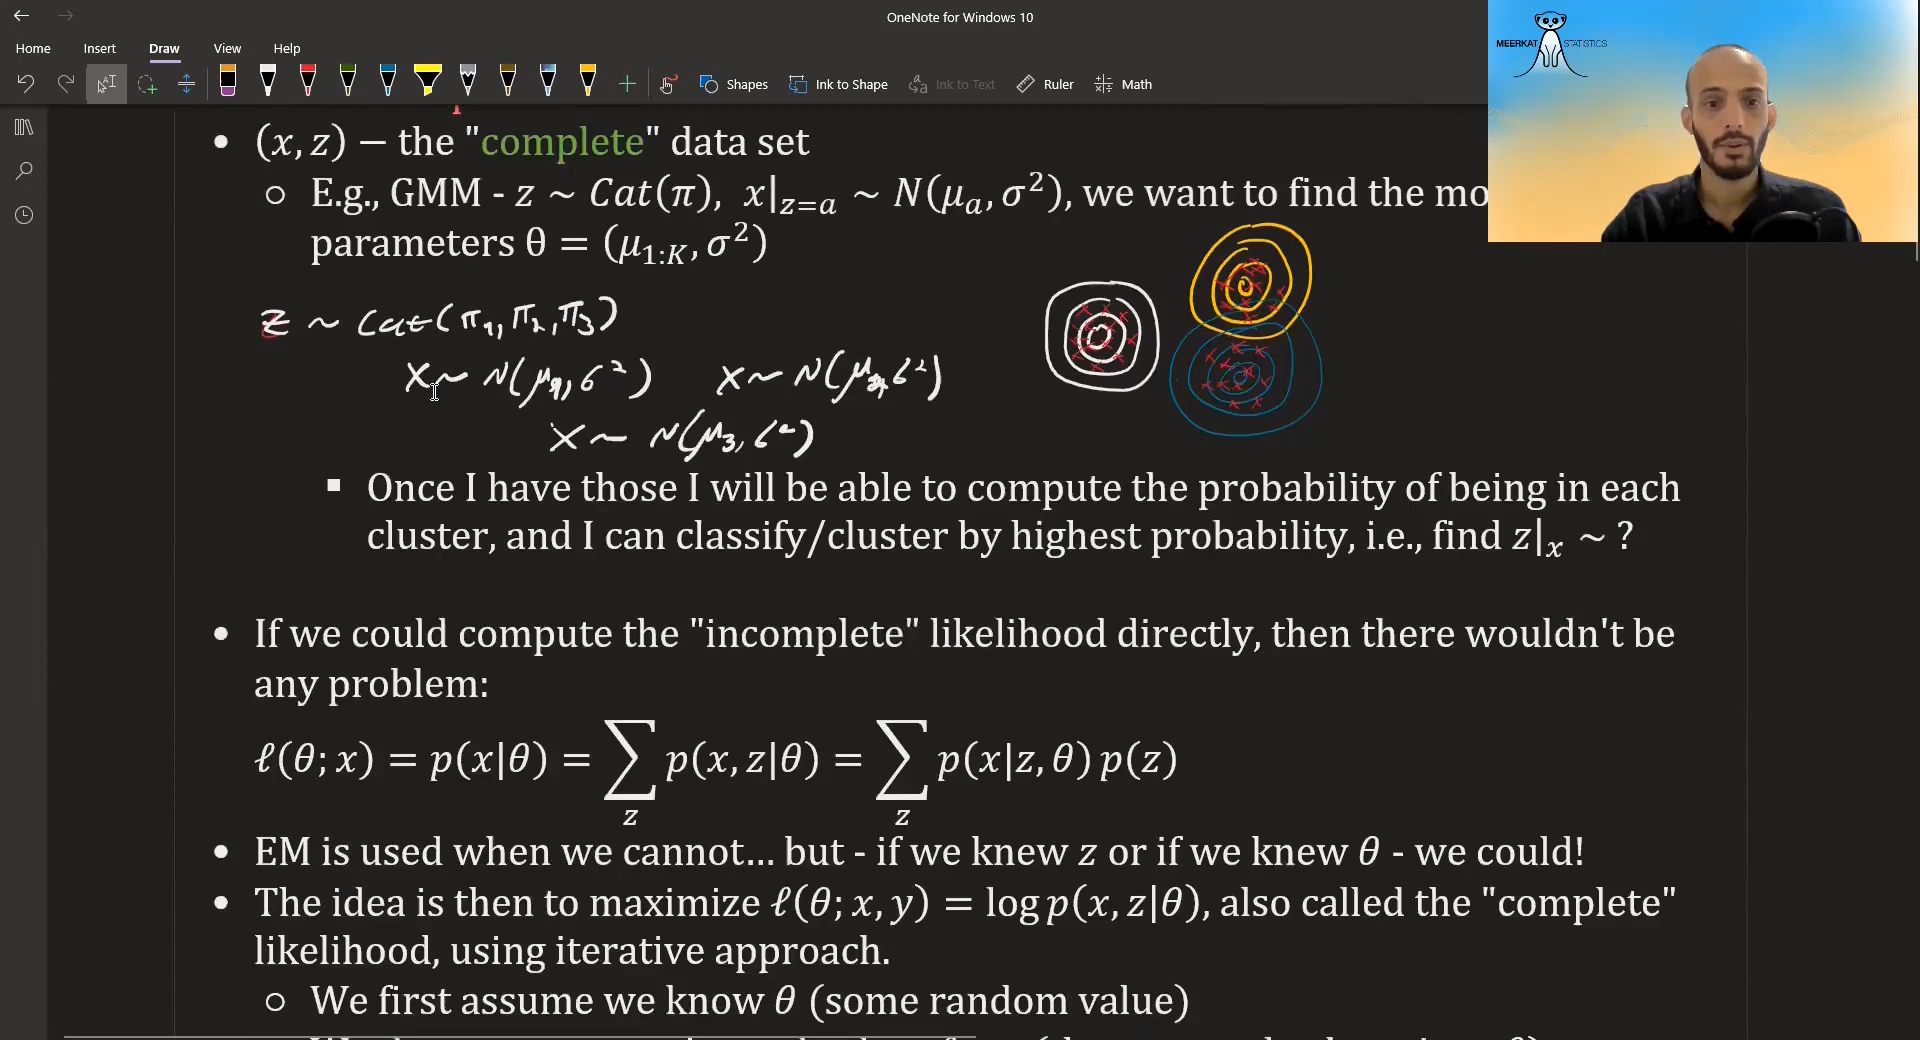 OneNote for Windows 10
MEERKAT STATISTICS
Home Insert Draw View Help
Shapes Ink to Shape Ink to Text Ruler Math
(x, z) − the "complete" data set
E.g., GMM - z ~ Cat(π), x|z=a ~ N(μa, σ²), we want to find the mo
parameters θ = (μ1:K, σ²)
z ~ Cat(π1, π2, π3)
x ~ N(μ1, σ²) x ~ N(μ2, σ²)
x ~ N(μ3, σ²)
Once I have those I will be able to compute the probability of being in each
cluster, and I can classify/cluster by highest probability, i.e., find z|x ~ ?
If we could compute the "incomplete" likelihood directly, then there wouldn't be
any problem:
ℓ(θ; x) = p(x|θ) = ∑z p(x, z|θ) = ∑z p(x|z, θ) p(z)
EM is used when we cannot... but - if we knew z or if we knew θ - we could!
The idea is then to maximize ℓ(θ; x, y) = log p(x, z|θ), also called the "complete"
likelihood, using iterative approach.
We first assume we know θ (some random value)